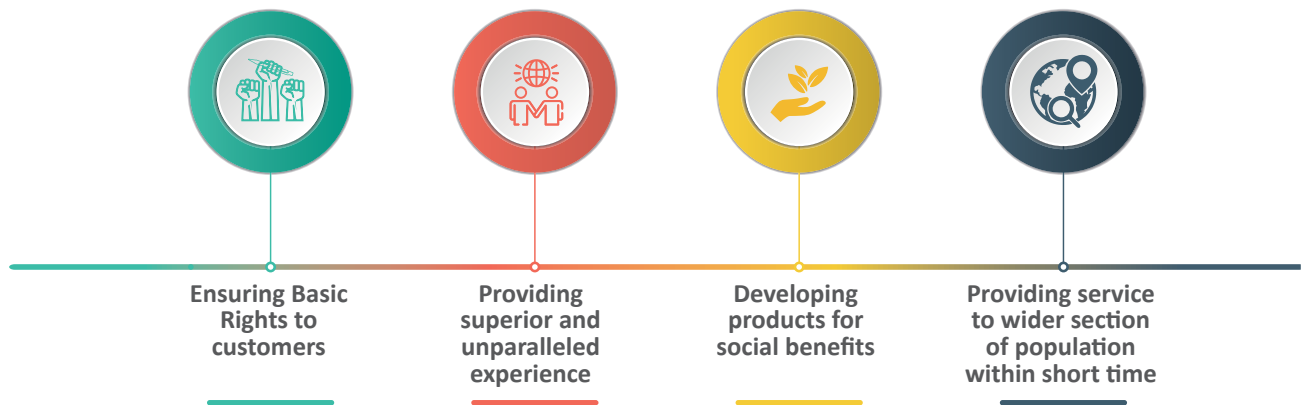 Ensuring Basic
Rights to
customers
Providing
superior and
unparalleled
experience
Developing
products for
social benefits
Providing service
to wider section
of population
within short time